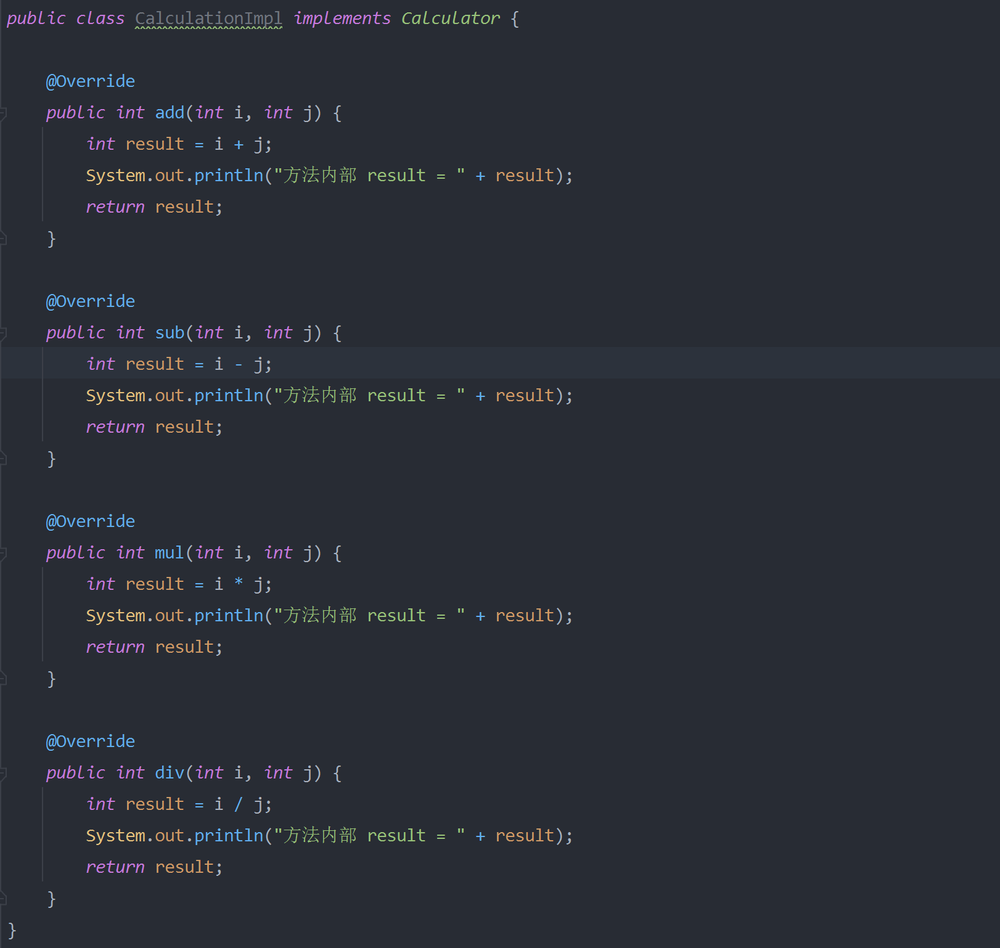 public class CalculationImpl implements Calculator {
@Override
public int add(int i, int j) {
int result = i + j;
System.out.println("方法内部 result = " + result);
return result;
}
@Override
public int sub(int i, int j) {
int result = i - j;
System.out.println("方法内部 result = " + result);
return result;
}
@Override
public int mul(int i, int j) {
int result = i * j;
System.out.println("方法内部 result = " + result);
return result;
}
@Override
public int div(int i, int j) {
int result = i / j;
System.out.println("方法内部 result = " + result);
return result;
}
}